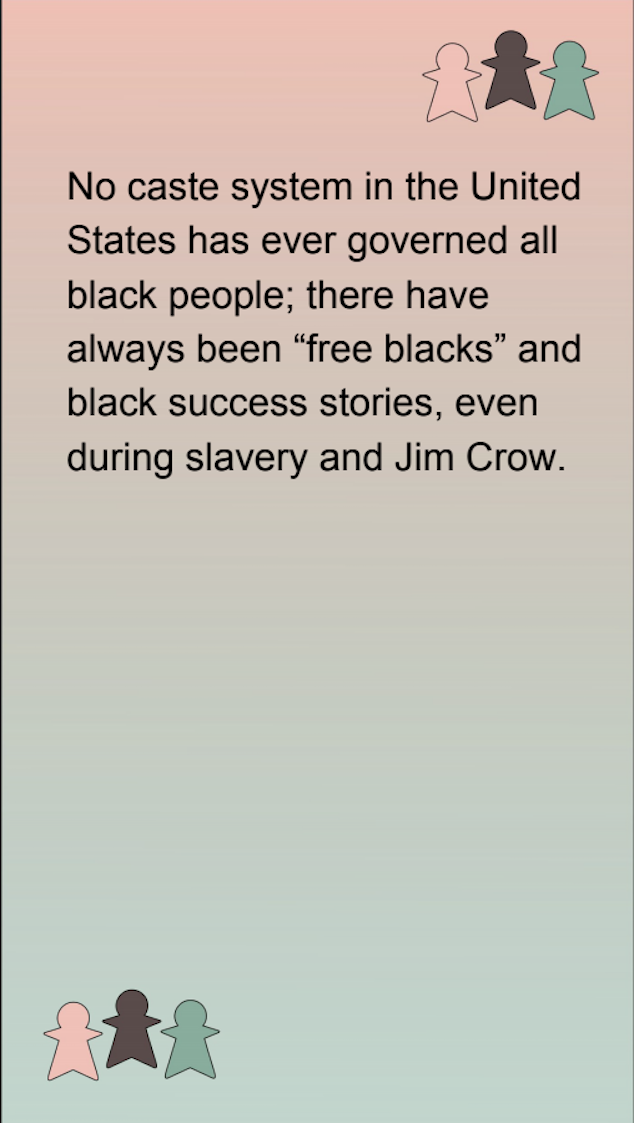 No caste system in the United
States has ever governed all
black people; there have
always been “free blacks” and
black success stories, even
during slavery and Jim Crow.